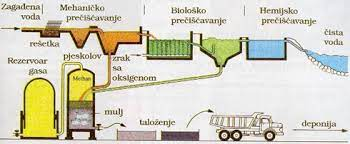 Zagađena
voda
Mehaničko
prečišćavanje
Biološko
prečišćavanje
Hemijsko
prečišćavanje
rešetka
pjeskolov
zrak
sa
oksigenom
čista
voda
Rezervoar
gasa
Methan
mulj
taloženje
deponija